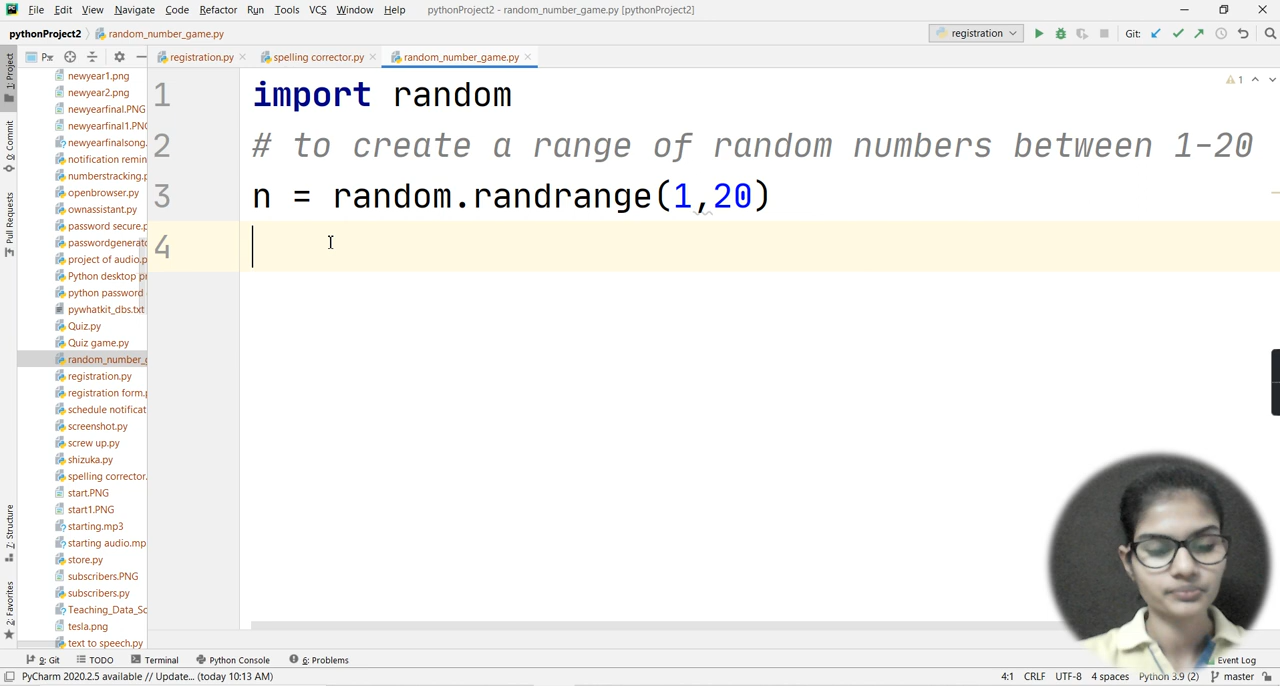 File Edit View Navigate Code Refactor Run Tools VCS Window Help pythonProject2 - random_number_game.py [pythonProject2]
pythonProject2 random_number_game.py registration Git:
1: Project
Commit
Pull Requests
7: Structure
2: Favorites
registration.py spelling corrector.py random_number_game.py
newyear1.png
newyear2.png
newyearfinal.PNG
newyearfinal1.PNG
newyearfinalsong.
notification remin
numberstracking.p
openbrowser.py
ownassistant.py
password secure.p
passwordgenerato
project of audio.p
Python desktop pr
python password
pywhatkit_dbs.txt
Quiz.py
Quiz game.py
random_number_g
registration.py
registration form.p
schedule notificat
screenshot.py
screw up.py
shizuka.py
spelling corrector.
start.PNG
start1.PNG
starting.mp3
starting audio.mp
store.py
subscribers.PNG
subscribers.py
Teaching_Data_Sc
tesla.png
text to speech.py
1 import random
2 # to create a range of random numbers between 1-20
3 n = random.randrange(1,20)
4
1
9: Git TODO Terminal Python Console 6: Problems Event Log
PyCharm 2020.2.5 available // Update... (today 10:13 AM) 4:1 CRLF UTF-8 4 spaces Python 3.9 (2) master